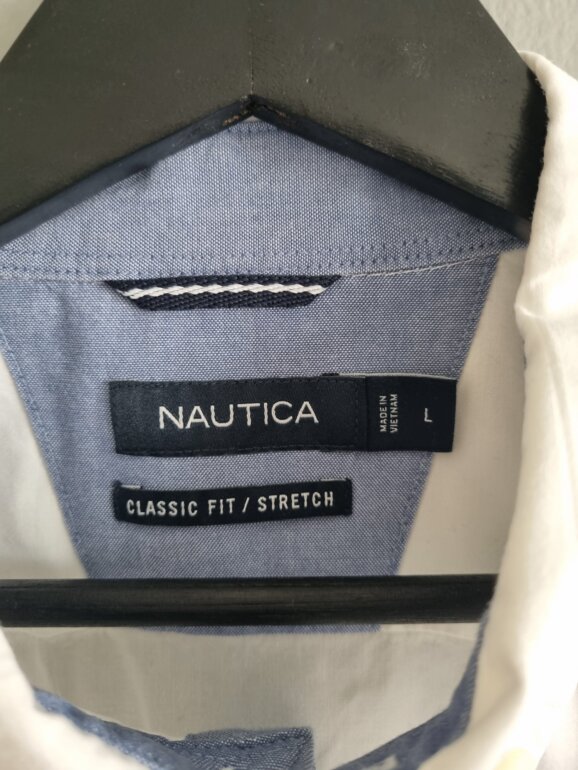 NAUTICA
MADE IN
VIETNAM
L
CLASSIC FIT / STRETCH